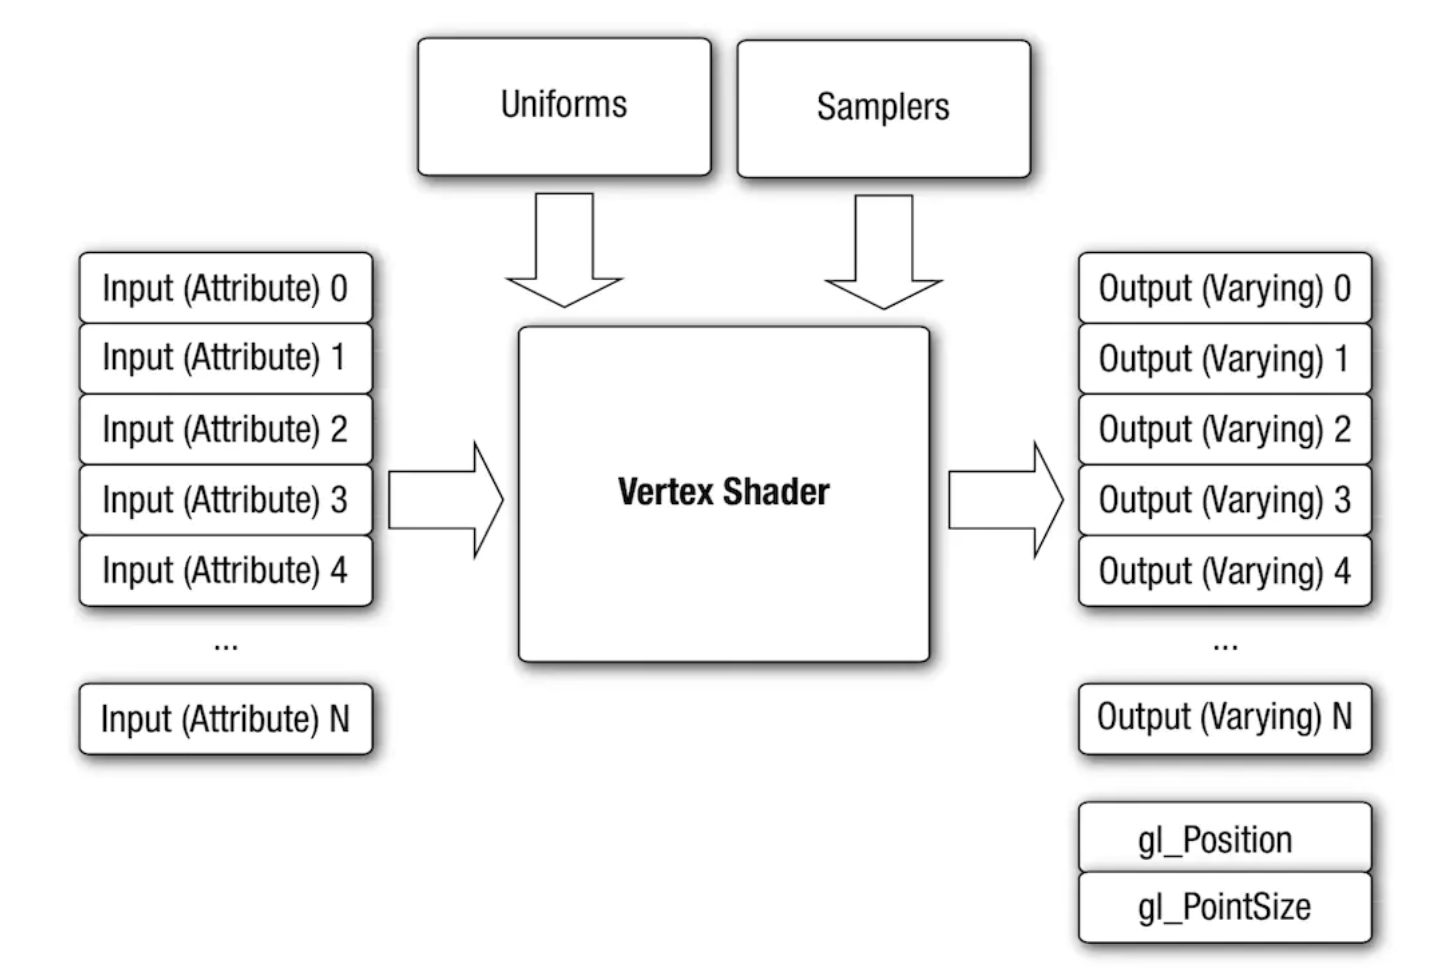 Uniforms
Samplers
Input (Attribute) 0
Input (Attribute) 1
Input (Attribute) 2
Input (Attribute) 3
Input (Attribute) 4
...
Input (Attribute) N
Vertex Shader
Output (Varying) 0
Output (Varying) 1
Output (Varying) 2
Output (Varying) 3
Output (Varying) 4
...
Output (Varying) N
gl_Position
gl_PointSize